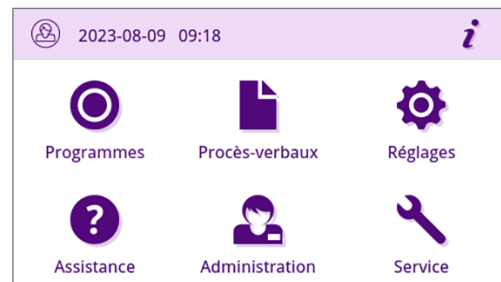 2023-08-09 09:18 i
Programmes Procès-verbaux Réglages
?
Assistance Administration Service